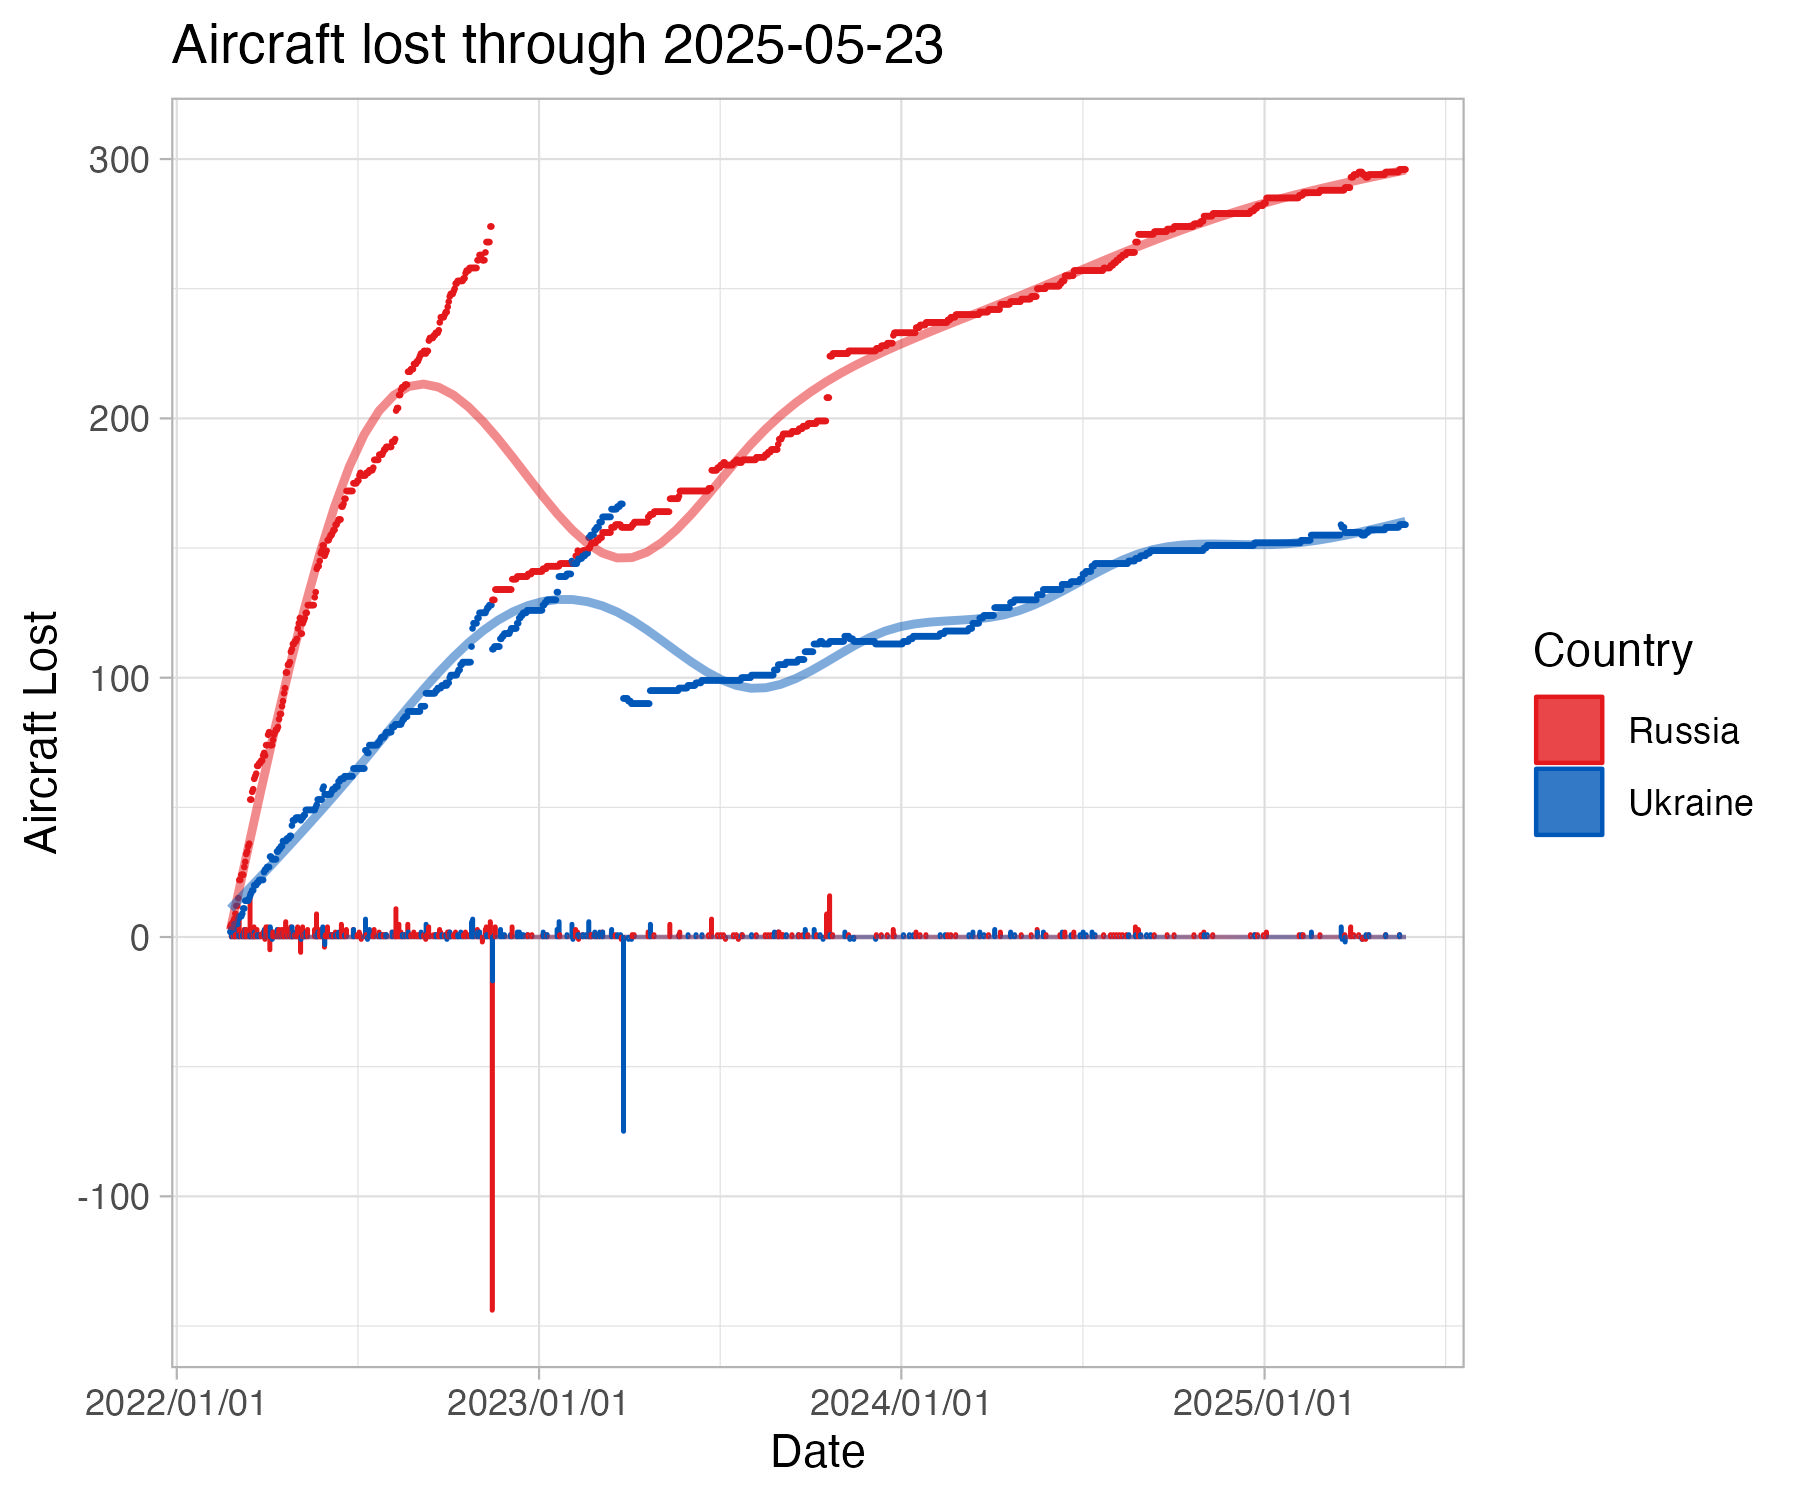 Aircraft lost through 2025-05-23
Aircraft Lost
300
200
100
0
-100
2022/01/01
2023/01/01
2024/01/01
2025/01/01
Date
Country
Russia
Ukraine